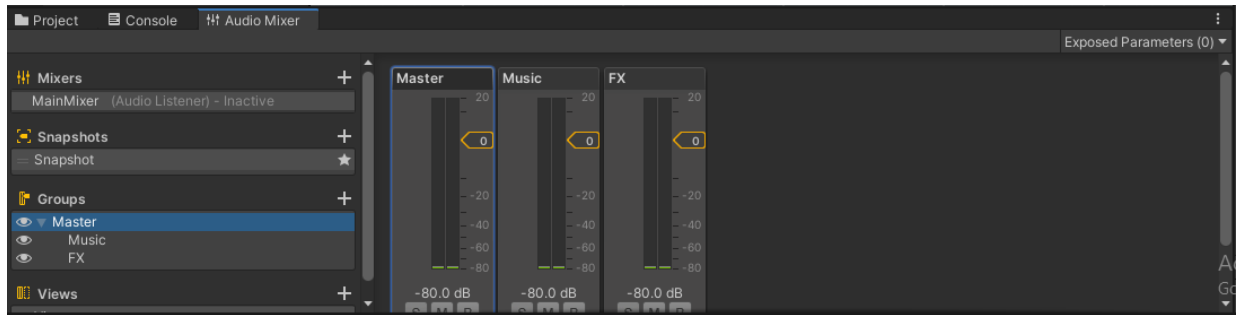 Project Console Audio Mixer
Exposed Parameters (0)
Mixers
MainMixer (Audio Listener) - Inactive
Snapshots
Snapshot
Groups
Master
Music
FX
Views
Master
20
0
-20
-40
-60
-80
-80.0 dB
S M B
Music
20
0
-20
-40
-60
-80
-80.0 dB
S M B
FX
20
0
-20
-40
-60
-80
-80.0 dB
S M B